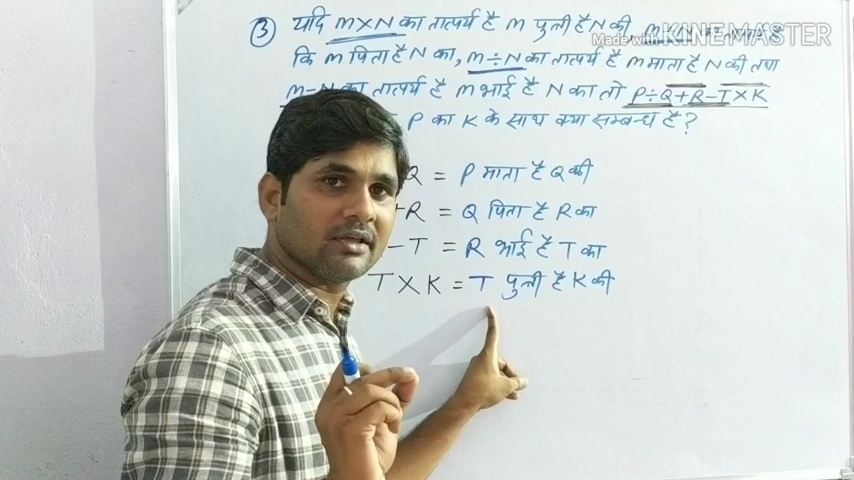 ③ यदि M×N का तात्पर्य है M पुत्री है N की,
Made with KINEMASTER
कि M पिता है N का, M÷N का तात्पर्य है M माता है N की तथा
M-N का तात्पर्य है M भाई है N का तो P÷Q+R-T×K
P का K के साथ क्या सम्बन्ध है?
Q = P माता है Q की
+R = Q पिता है R का
-T = R भाई है T का
T×K = T पुत्री है K की